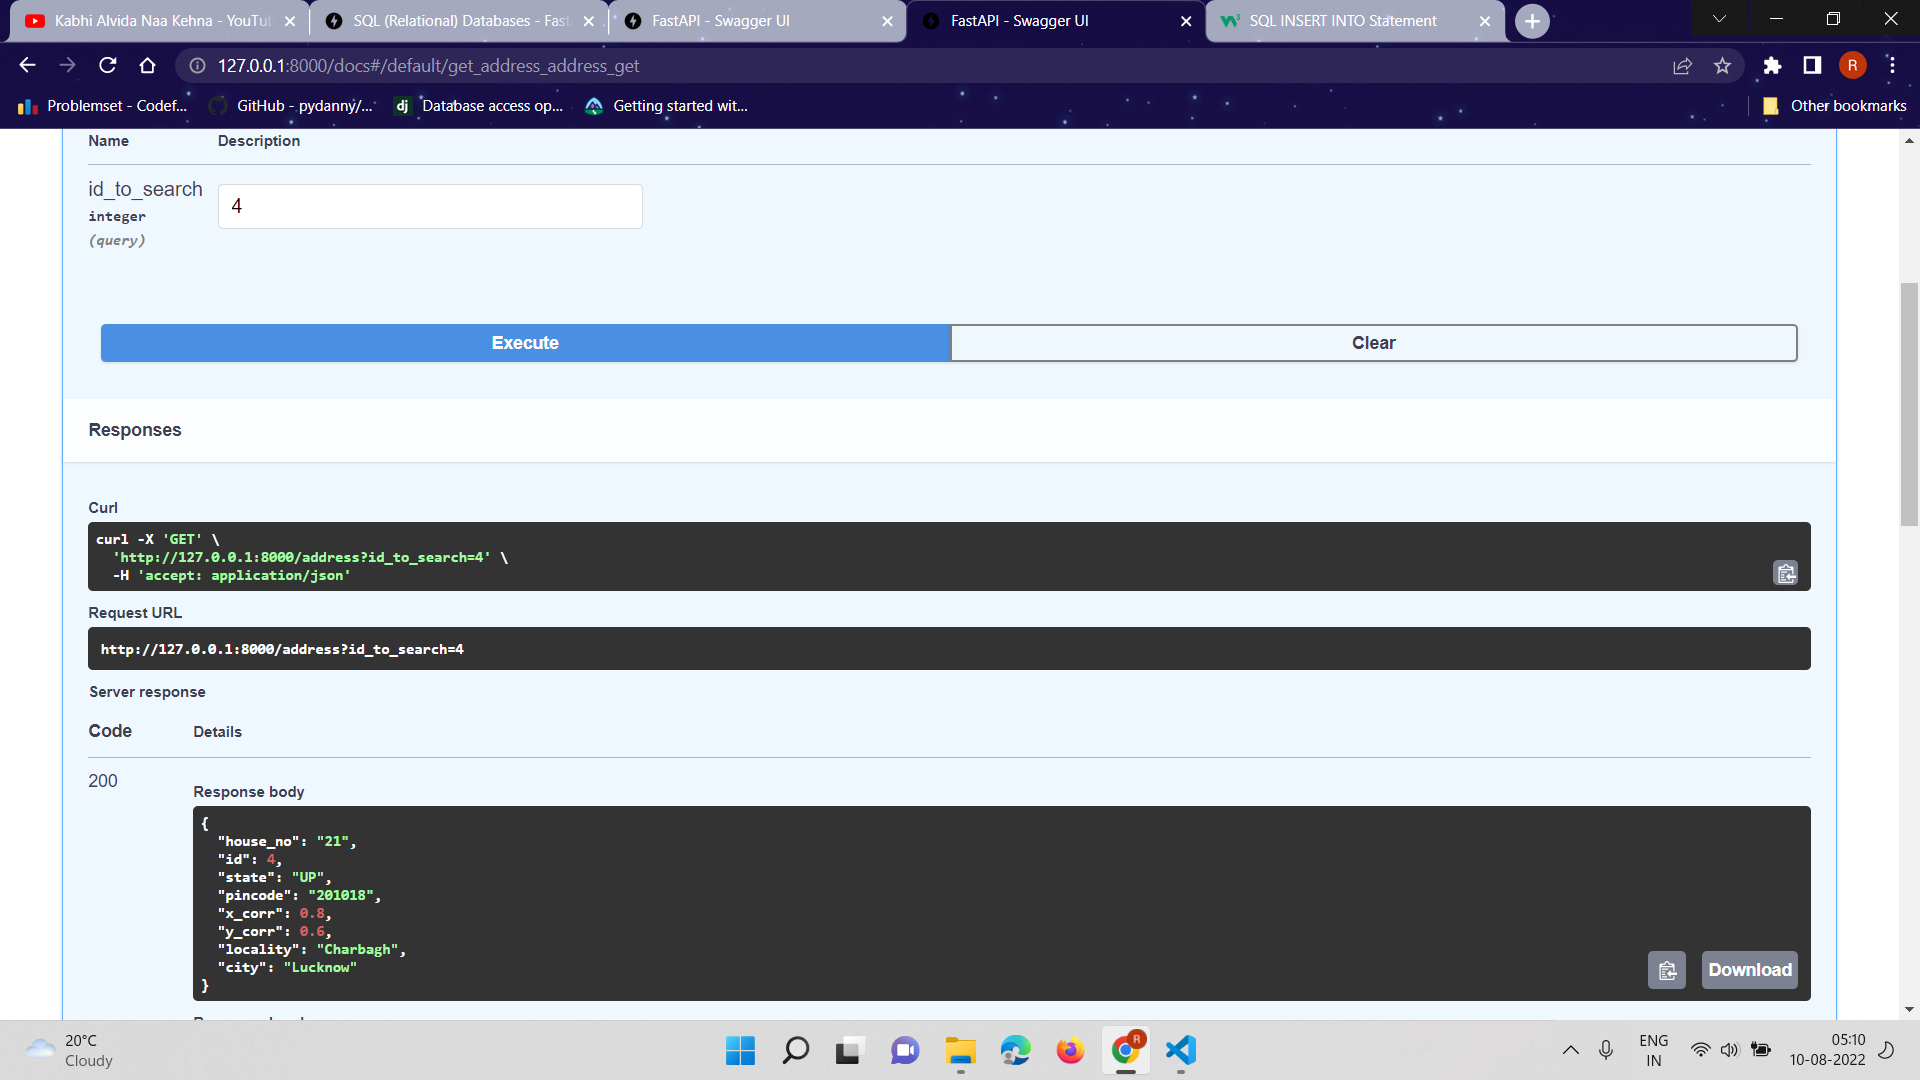 Kabhi Alvida Naa Kehna - YouTu
SQL (Relational) Databases - Fast
FastAPI - Swagger UI
FastAPI - Swagger UI
SQL INSERT INTO Statement
127.0.0.1:8000/docs#/default/get_address_address_get
R
Problemset - Codef...
GitHub - pydanny/...
dj Database access op...
Getting started wit...
Other bookmarks
Name Description
id_to_search
4
integer
(query)
Execute
Clear
Responses
Curl
curl -X 'GET' \
'http://127.0.0.1:8000/address?id_to_search=4' \
-H 'accept: application/json'
Request URL
http://127.0.0.1:8000/address?id_to_search=4
Server response
Code Details
200
Response body
{
"house_no": "21",
"id": 4,
"state": "UP",
"pincode": "201018",
"x_corr": 0.8,
"y_corr": 0.6,
"locality": "Charbagh",
"city": "Lucknow"
}
Download
20°C
Cloudy
R
ENG
IN
05:10
10-08-2022